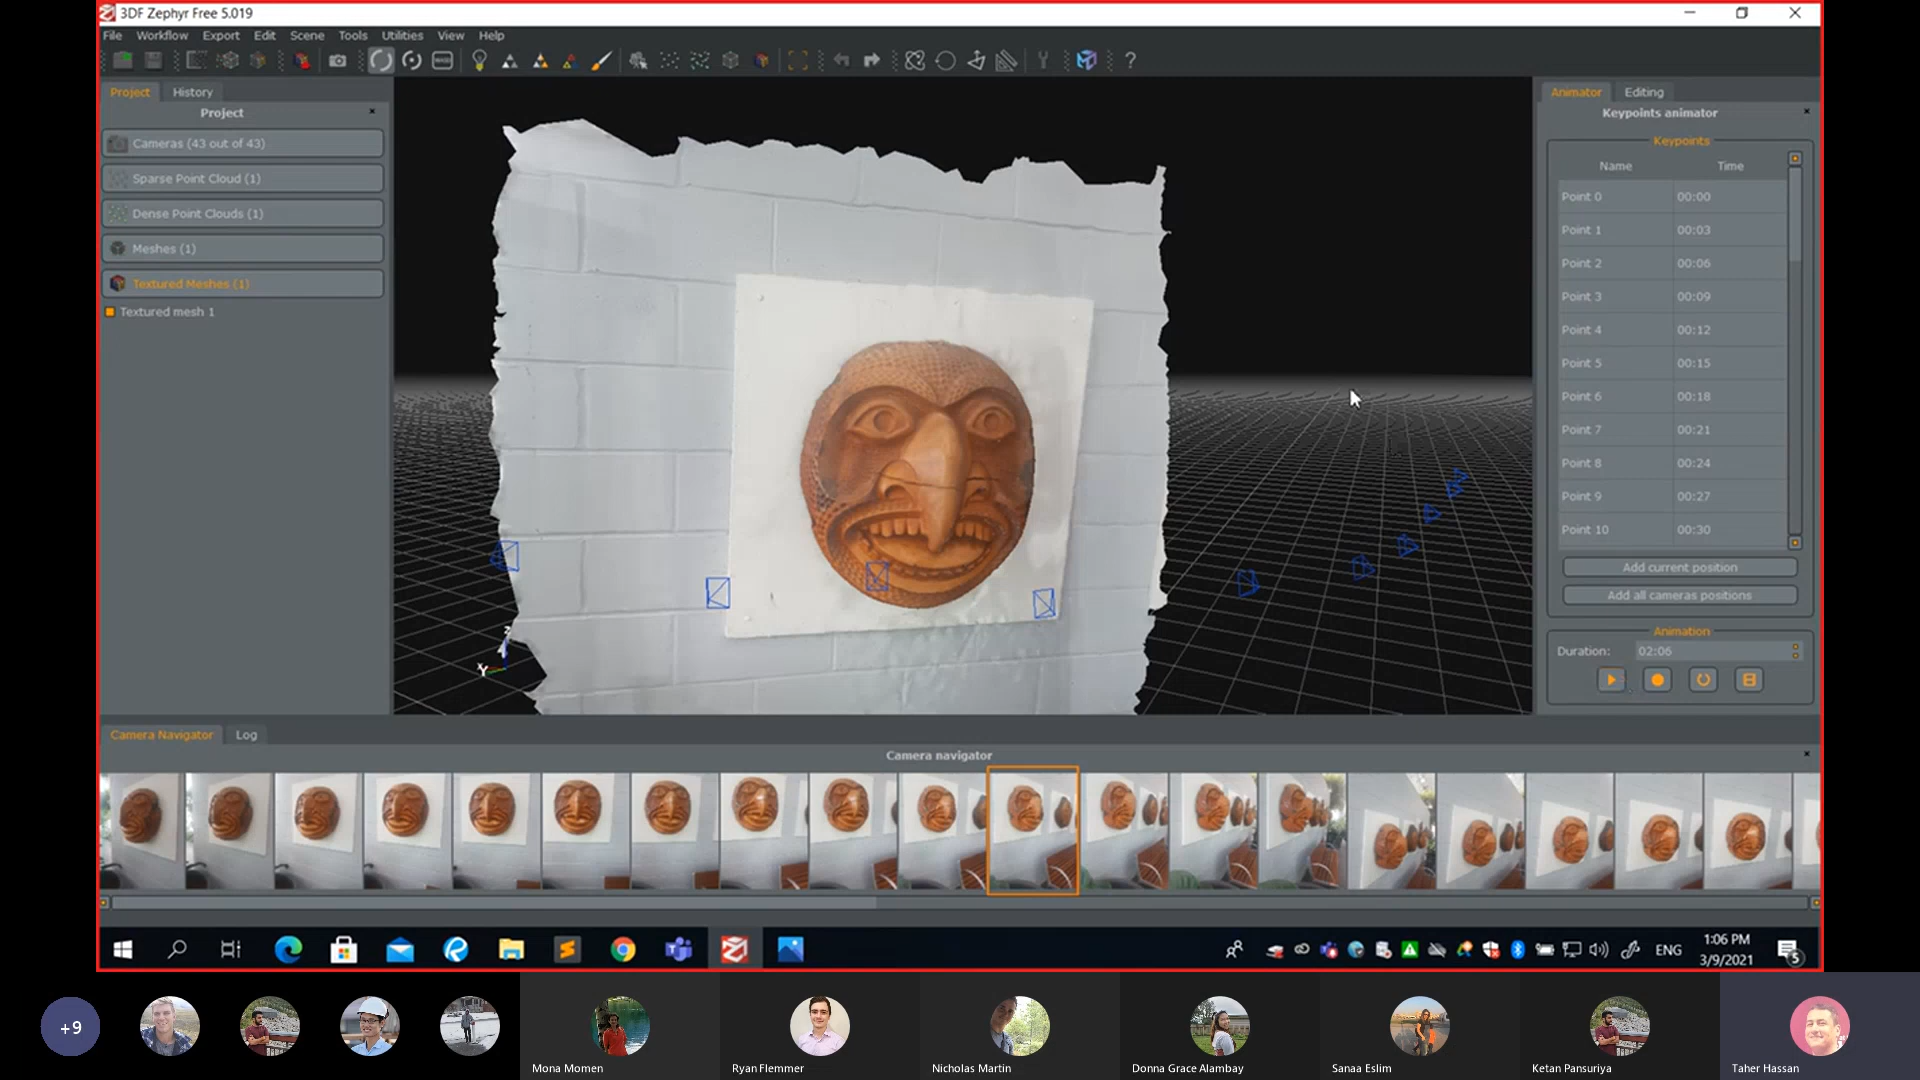 3DF Zephyr Free 5.019
File Workflow Export Edit Scene Tools Utilities View Help
Project History
Project
Cameras (43 out of 43)
Sparse Point Cloud (1)
Dense Point Clouds (1)
Meshes (1)
Textured Meshes (1)
Textured mesh 1
Animator Editing
Keypoints animator
Keypoints
Name Time
Point 0 00:00
Point 1 00:03
Point 2 00:06
Point 3 00:09
Point 4 00:12
Point 5 00:15
Point 6 00:18
Point 7 00:21
Point 8 00:24
Point 9 00:27
Point 10 00:30
Add current position
Add all cameras positions
Animation
Duration: 02:06
Camera Navigator Log
Camera navigator
ENG
1:06 PM
3/9/2021
5
+9
Mona Momen
Ryan Flemmer
Nicholas Martin
Donna Grace Alambay
Sanaa Eslim
Ketan Pansuriya
Taher Hassan